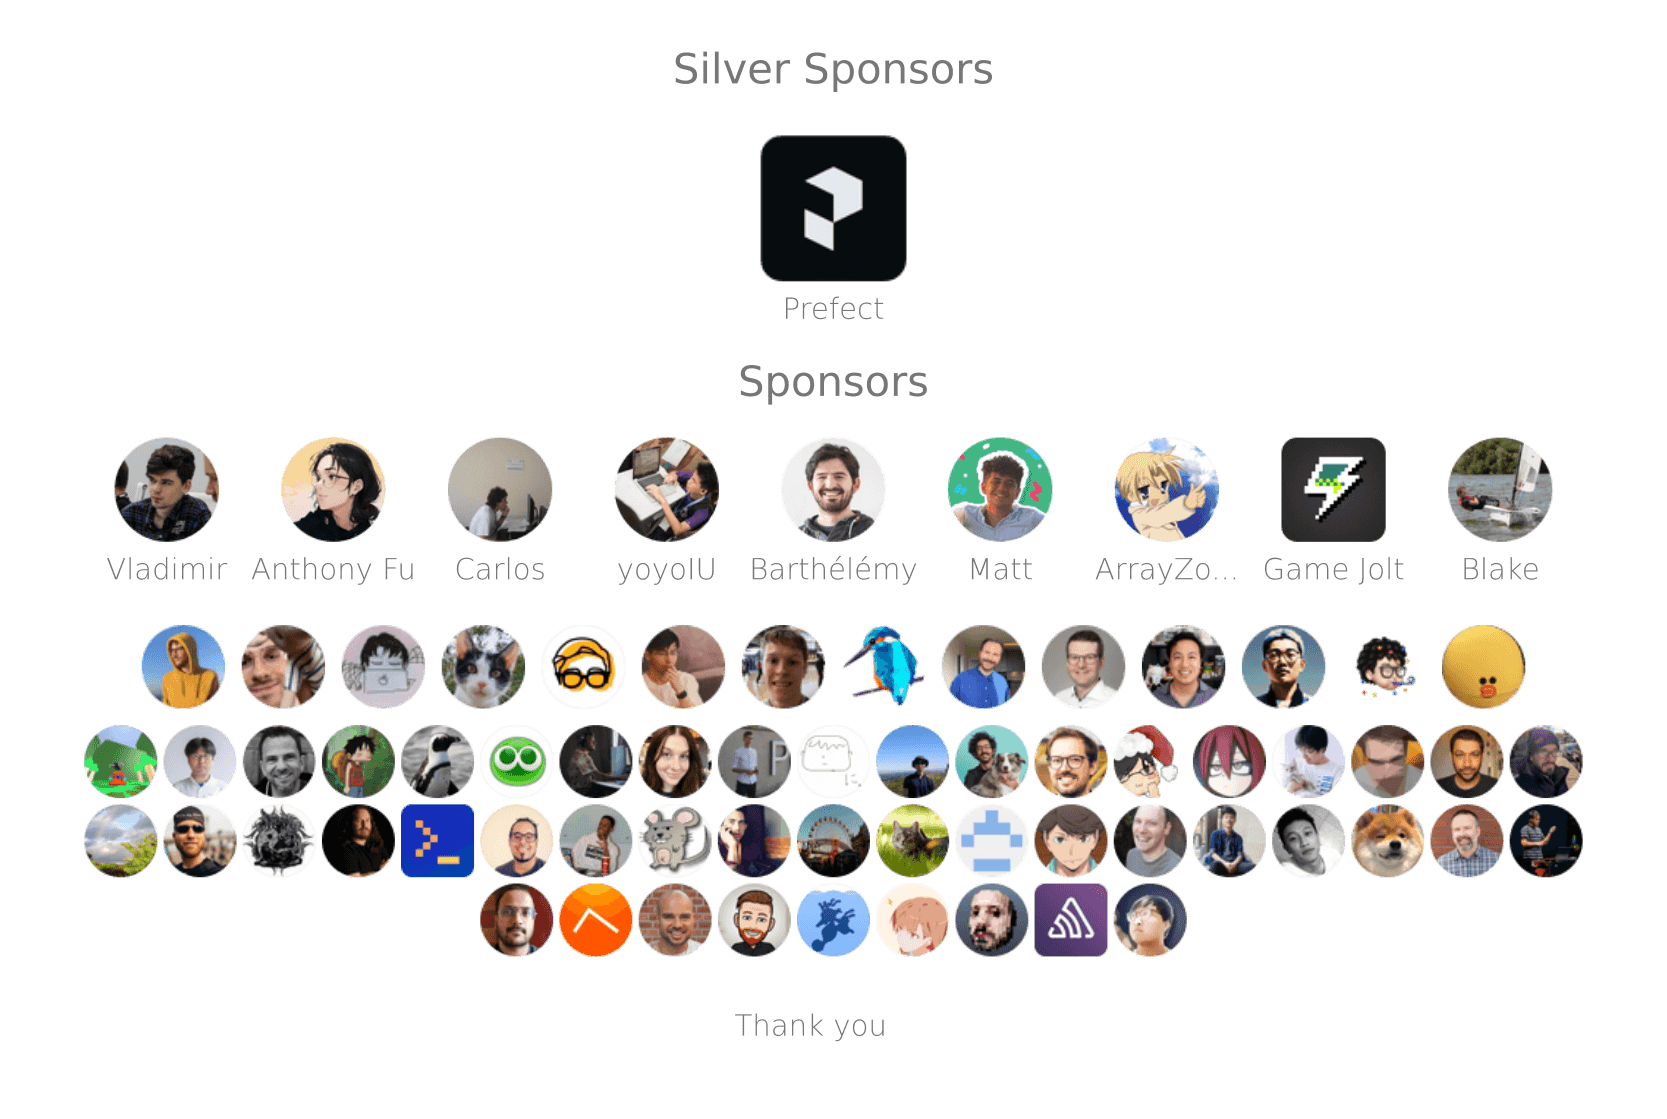 Silver Sponsors
Prefect
Sponsors
Vladimir Anthony Fu Carlos yoyoIU Barthélémy Matt ArrayZo... Game Jolt Blake
Thank you